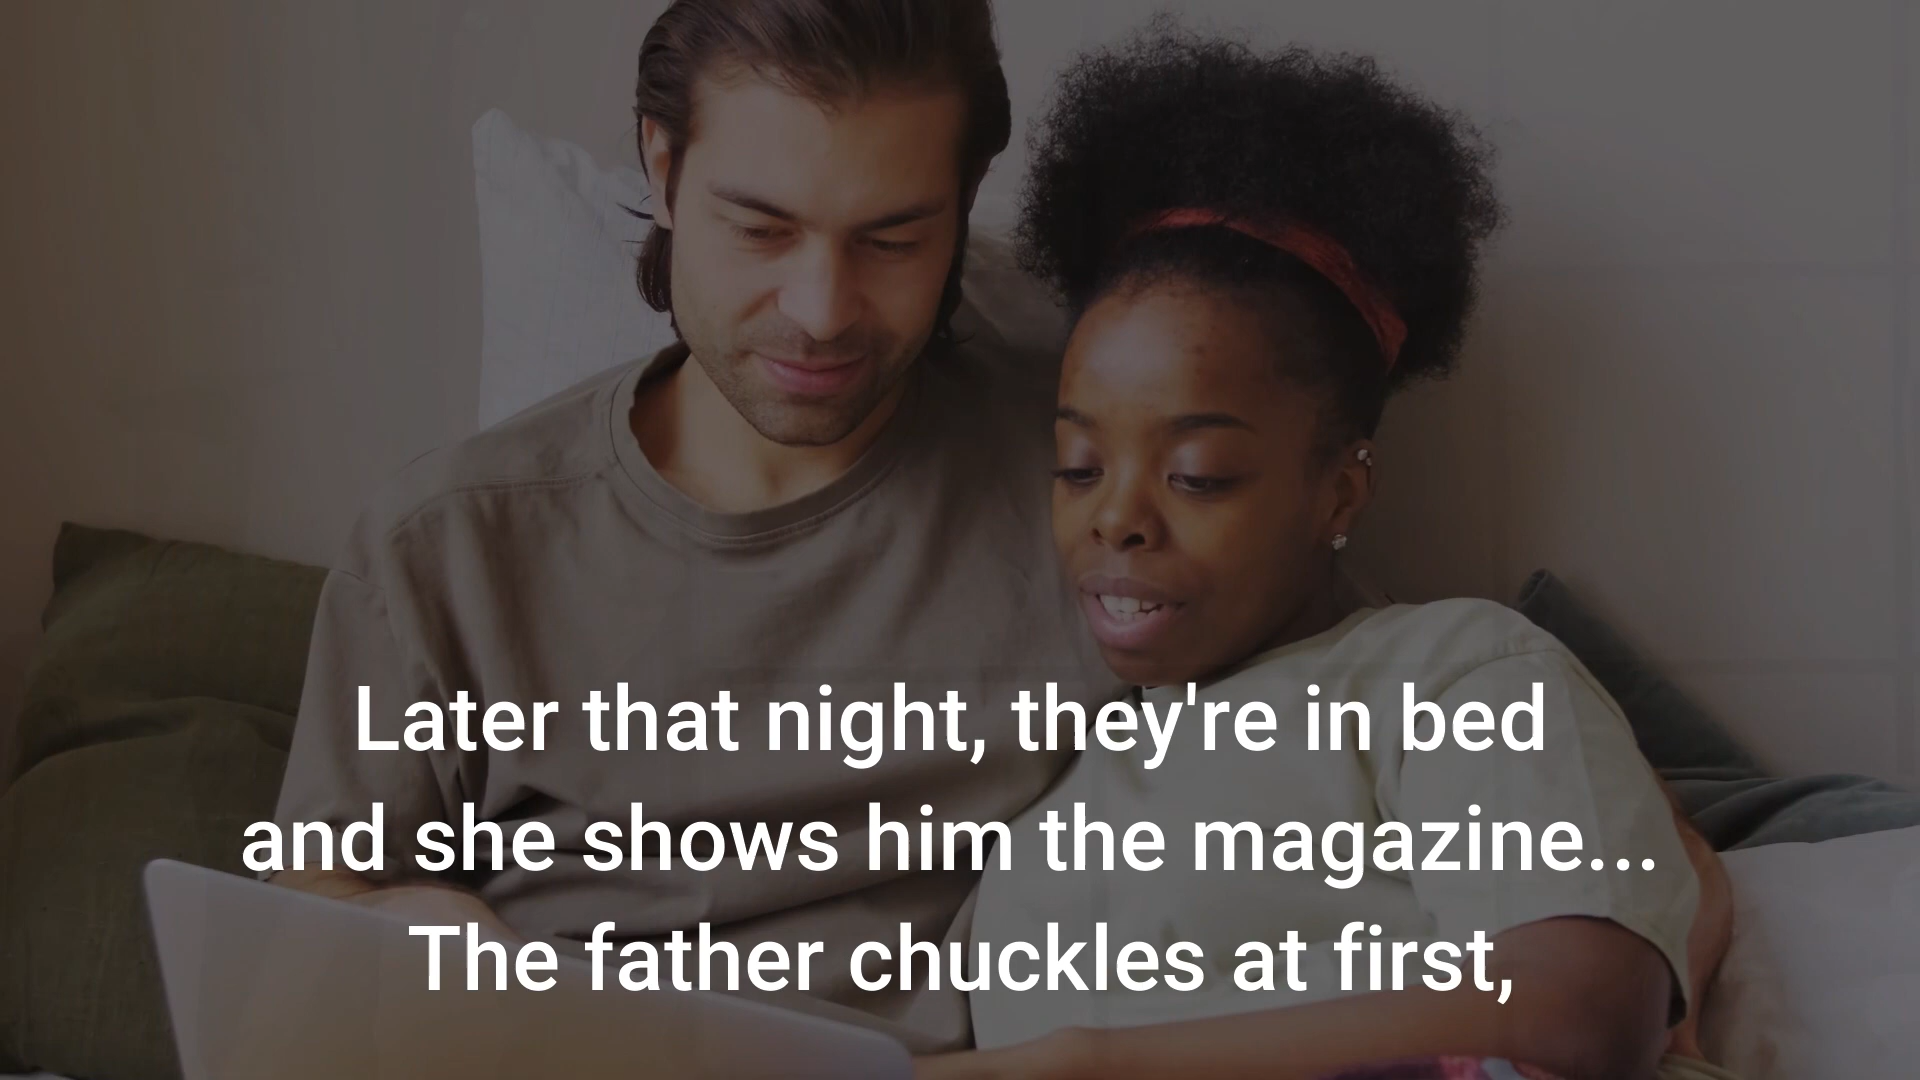 Later that night, they're in bed
and she shows him the magazine...
The father chuckles at first,